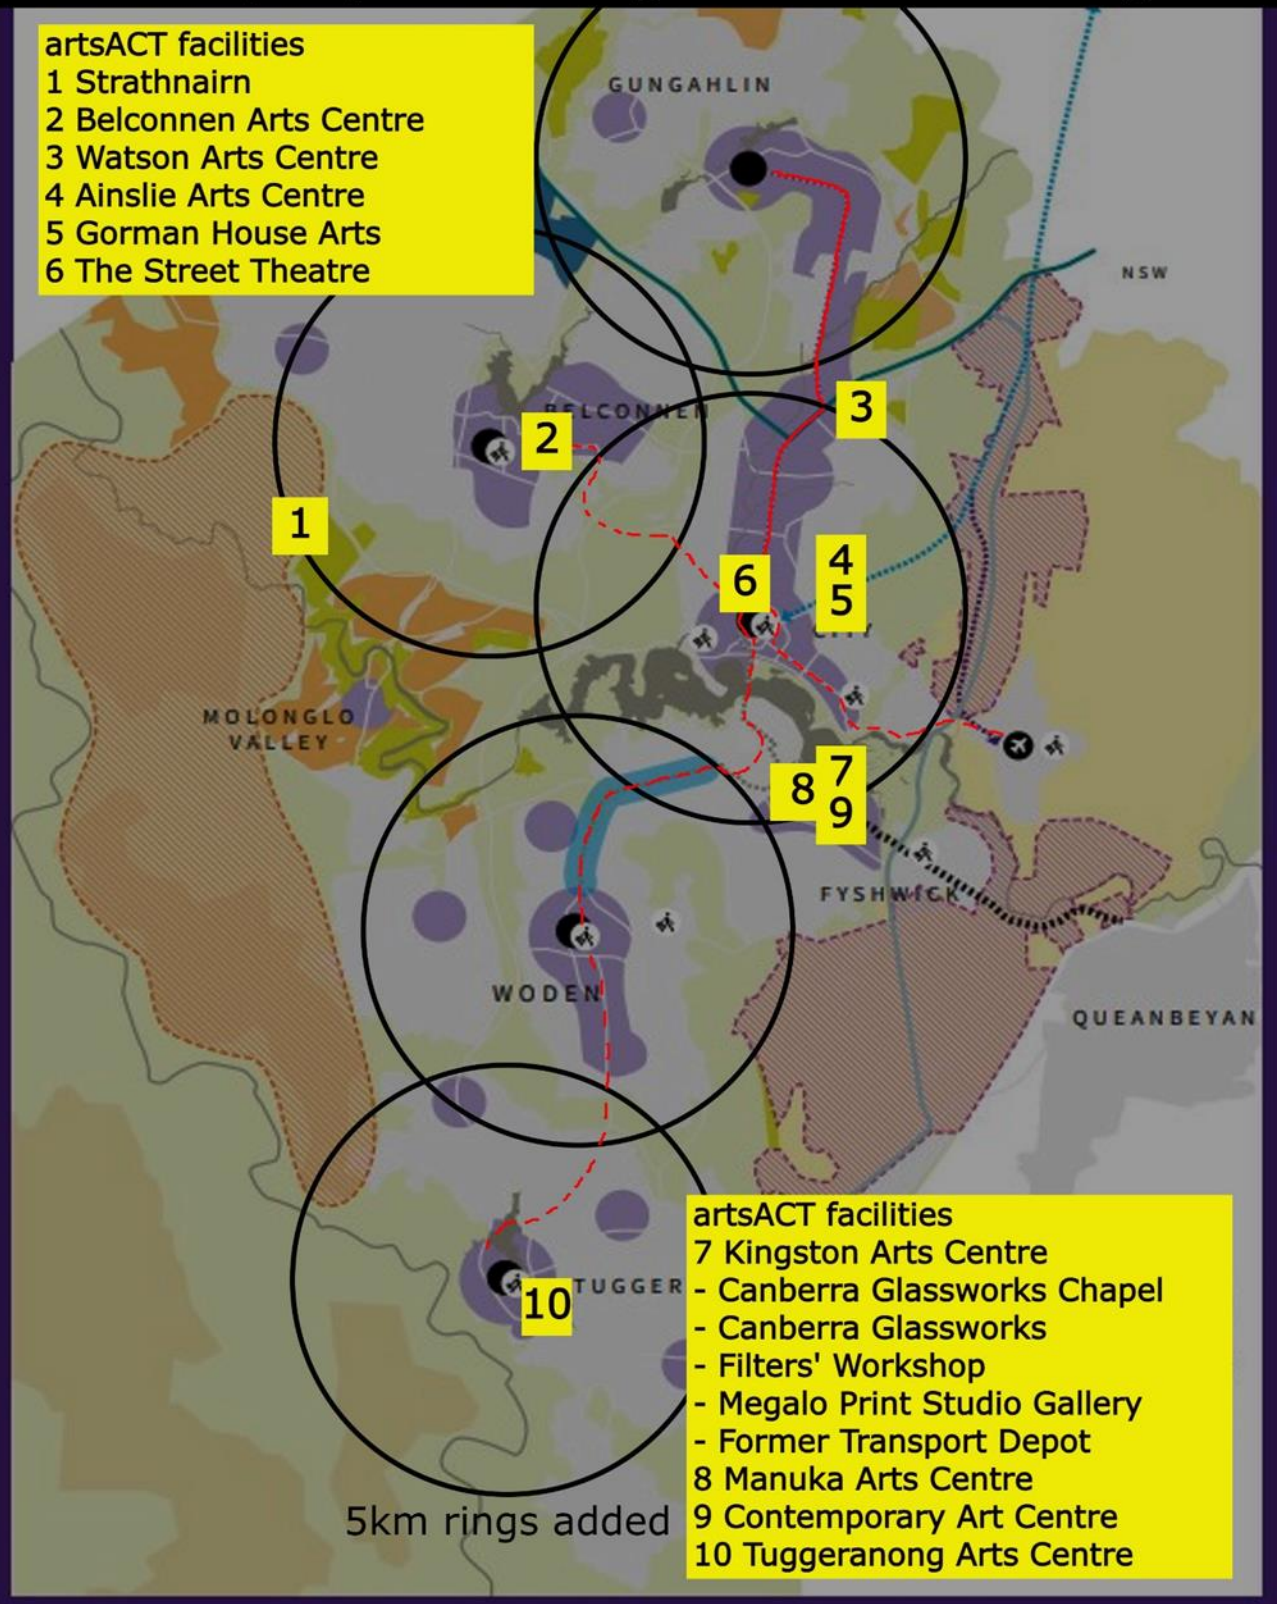 artsACT facilities
1 Strathnairn
2 Belconnen Arts Centre
3 Watson Arts Centre
4 Ainslie Arts Centre
5 Gorman House Arts
6 The Street Theatre
GUNGAHLIN
NSW
BELCONNEN
3
2
1
6
4
5
CITY
MOLONGLO
VALLEY
7
8
9
FYSHWICK
WODEN
QUEANBEYAN
TUGGER
10
artsACT facilities
7 Kingston Arts Centre
- Canberra Glassworks Chapel
- Canberra Glassworks
- Filters' Workshop
- Megalo Print Studio Gallery
- Former Transport Depot
8 Manuka Arts Centre
9 Contemporary Art Centre
10 Tuggeranong Arts Centre
5km rings added